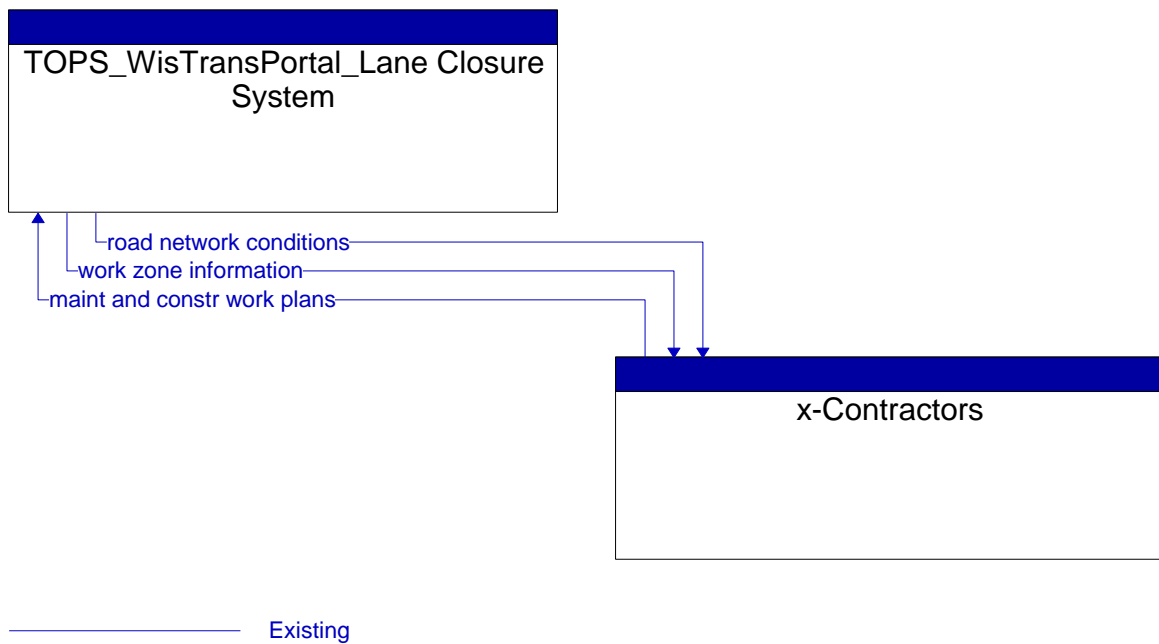 TOPS_WisTransPortal_Lane Closure
System
road network conditions
work zone information
maint and constr work plans
x-Contractors
Existing